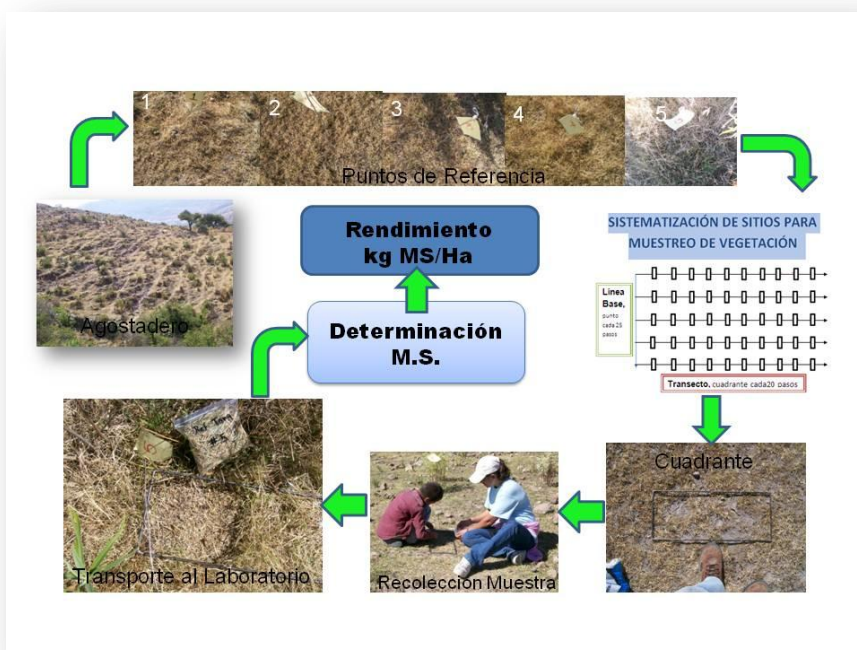 1 2 3 4 5
Puntos de Referencia
Agostadero
Rendimiento
kg MS/Ha
Determinación
M.S.
SISTEMATIZACIÓN DE SITIOS PARA
MUESTREO DE VEGETACIÓN
Linea
Base,
punto
cada 25
pasos
Transecto, cuadrante cada20 pasos
Cuadrante
Recolección Muestra
Transporte al Laboratorio
#5